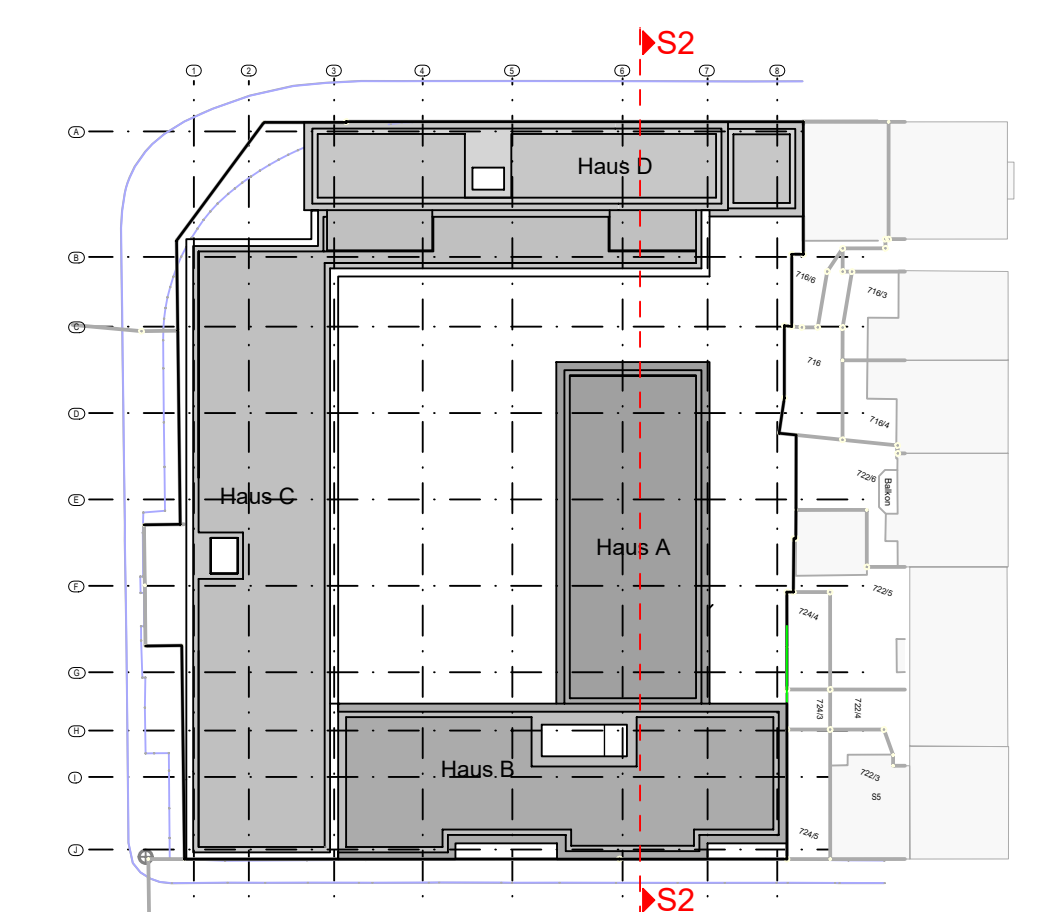 S2
1 2 3 4 5 6 7 8
A
Haus D
B
716/6
716/3
C
716
D
716/4
722/6
Balkon
E
Haus C
Haus A
F
722/5
724/4
G
724/3
722/4
H
Haus B
I
722/3
S5
724/5
J
S2